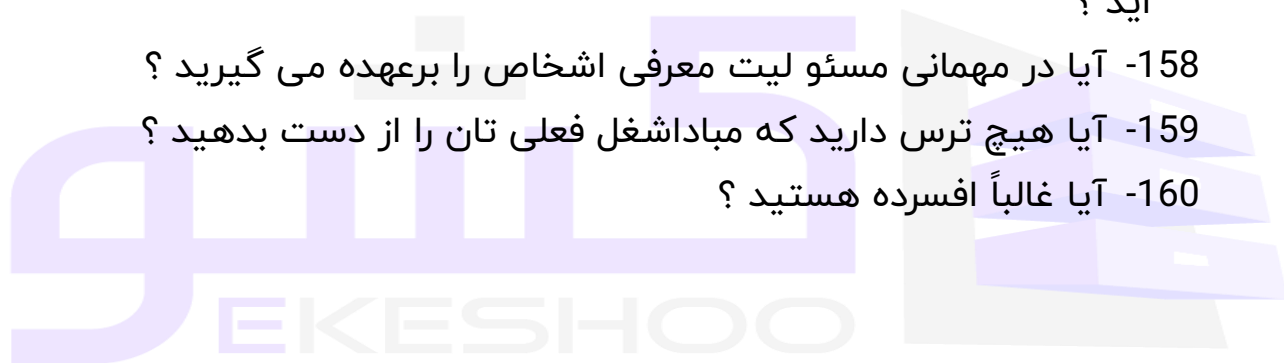 آید ؟
158- آیا در مهمانی مسئو لیت معرفی اشخاص را برعهده می گیرید ؟
159- آیا هیچ ترس دارید که مباداشغل فعلی تان را از دست بدهید ؟
160- آیا غالباً افسرده هستید ؟
EKESHOO